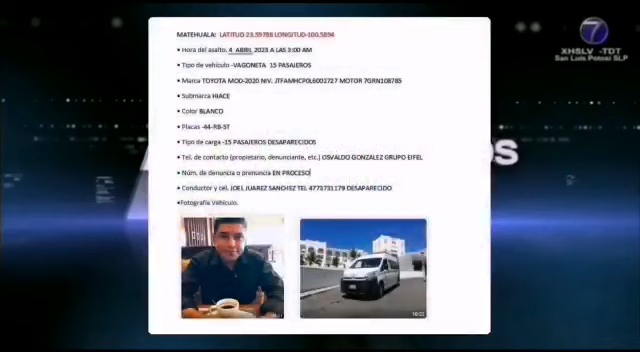 7
XHSLV -TDT
San Luis Potosí SLP
MATEHUALA: LATITUD 23.59788 LONGITUD-100.5894
• Hora del asalto. 4 ABRIL 2023 A LAS 3:00 AM
• Tipo de vehículo -VAGONETA 15 PASAJEROS
• Marca TOYOTA MOD-2020 NIV. JTFAMHCP0L6001727 MOTOR 7GRN108785
• Submarca HIACE
• Color BLANCO
• Placas -44-RB-5T
• Tipo de carga -15 PASAJEROS DESAPARECIDOS
• Tel. de contacto (propietario, denunciante, etc.) OSVALDO GONZALEZ GRUPO EIFEL
• Núm. de denuncia o prenuncia EN PROCESO
• Conductor y cel. JOEL JUAREZ SANCHEZ TEL 4773731179 DESAPARECIDO
•Fotografía Vehículo.